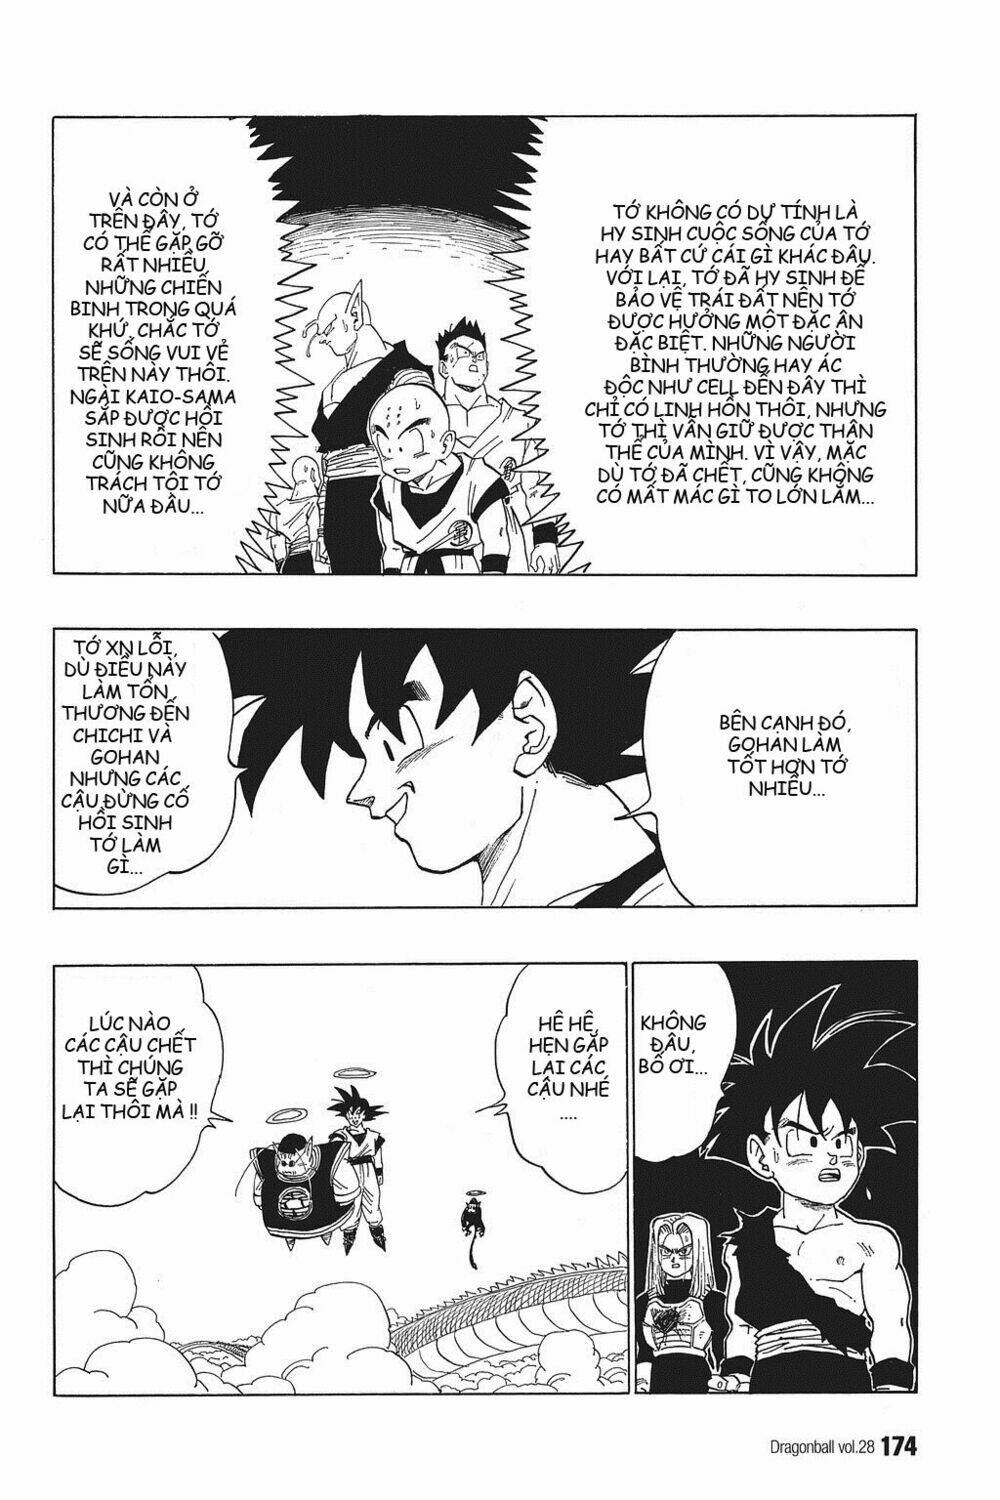 TỚ KHÔNG CÓ DỰ TÍNH LÀ
HY SINH CUỘC SỐNG CỦA TỚ
HAY BẤT CỨ CÁI GÌ KHÁC ĐÂU.
VỚI LẠI, TỚ ĐÃ HY SINH ĐỂ
BẢO VỆ TRÁI ĐẤT NÊN TỚ
ĐƯỢC HƯỞNG MỘT ĐẶC ÂN
ĐẶC BIỆT. NHỮNG NGƯỜI
BÌNH THƯỜNG HAY ÁC
ĐỘC NHƯ CELL ĐẾN ĐÂY THÌ
CHỈ CÓ LINH HỒN THÔI, NHƯNG
TỚ THÌ VẪN GIỮ ĐƯỢC THÂN
THỂ CỦA MÌNH. VÌ VẬY, MẶC
DÙ TỚ ĐÃ CHẾT, CŨNG KHÔNG
CÓ MẤT MÁC GÌ TO LỚN LẮM...
VÀ CÒN Ở
TRÊN ĐÂY, TỚ
CÓ THỂ GẶP GỠ
RẤT NHIỀU
NHỮNG CHIẾN
BINH TRONG QUÁ
KHỨ. CHẮC TỚ
SẼ SỐNG VUI VẺ
TRÊN NÀY THÔI.
NGÀI KAIO-SAMA
SẮP ĐƯỢC HỒI
SINH RỒI NÊN
CŨNG KHÔNG
TRÁCH TÔI TỚ
NỮA ĐÂU...
BÊN CẠNH ĐÓ,
GOHAN LÀM
TỐT HƠN TỚ
NHIỀU...
TỚ XN LỖI,
DÙ ĐIỀU NÀY
LÀM TỔN
THƯƠNG ĐẾN
CHICHI VÀ
GOHAN
NHƯNG CÁC
CẬU ĐỪNG CỐ
HỒI SINH
TỚ LÀM
GÌ...
KHÔNG
ĐÂU,
BỐ ƠI...
HÊ HÊ,
HẸN GẶP
LẠI CÁC
CẬU NHÉ
....
LÚC NÀO
CÁC CẬU CHẾT
THÌ CHÚNG
TA SẼ GẶP
LẠI THÔI MÀ !!
Dragonball vol.28 174